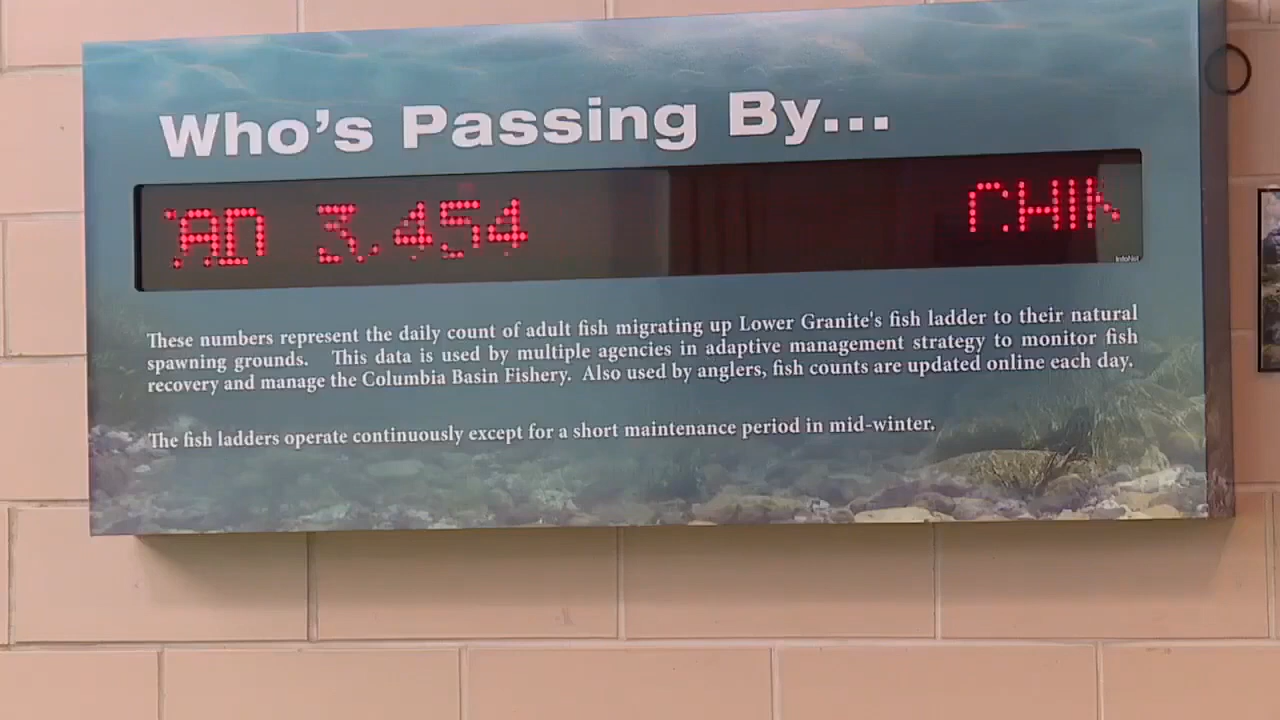 Who's Passing By...
AD 3,454 CHIN
These numbers represent the daily count of adult fish migrating up Lower Granite's fish ladder to their natural
spawning grounds. This data is used by multiple agencies in adaptive management strategy to monitor fish
recovery and manage the Columbia Basin Fishery. Also used by anglers, fish counts are updated online each day.
The fish ladders operate continuously except for a short maintenance period in mid-winter.